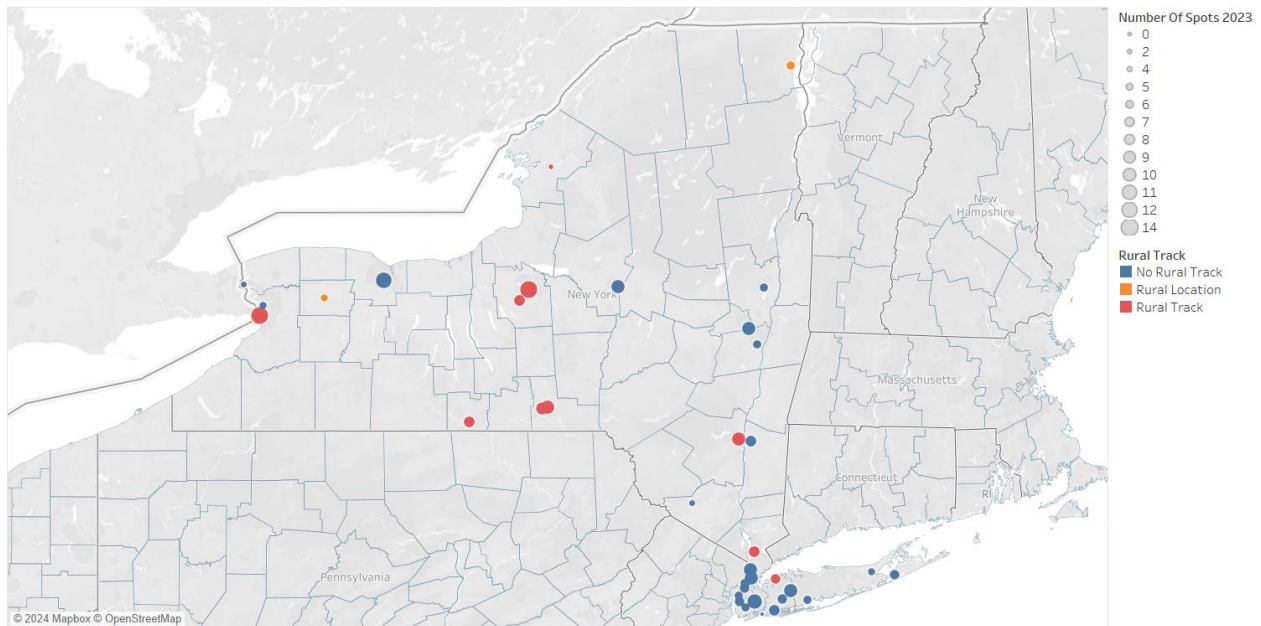 Number Of Spots 2023
0
2
4
5
6
7
8
9
10
11
12
14
Rural Track
No Rural Track
Rural Location
Rural Track
Vermont
New
Hampshire
New York
Massachusetts
Connecticut
RI
Pennsylvania
© 2024 Mapbox © OpenStreetMap